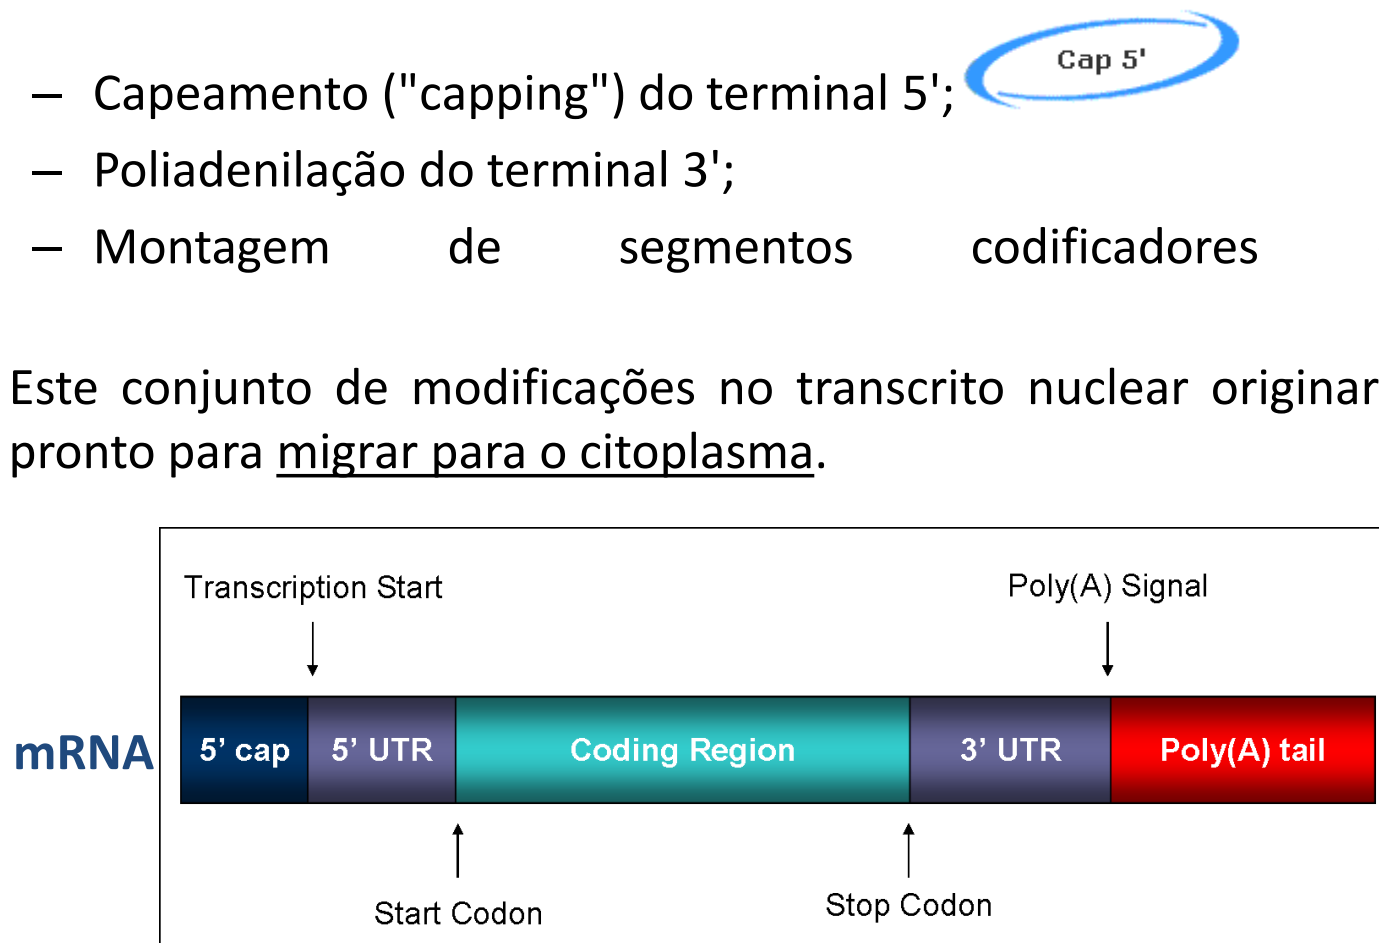 Cap 5'
– Capeamento ("capping") do terminal 5';
– Poliadenilação do terminal 3';
– Montagem de segmentos codificadores
Este conjunto de modificações no transcrito nuclear originar
pronto para migrar para o citoplasma.
Transcription Start
Poly(A) Signal
mRNA
5’ cap
5’ UTR
Coding Region
3’ UTR
Poly(A) tail
Start Codon
Stop Codon